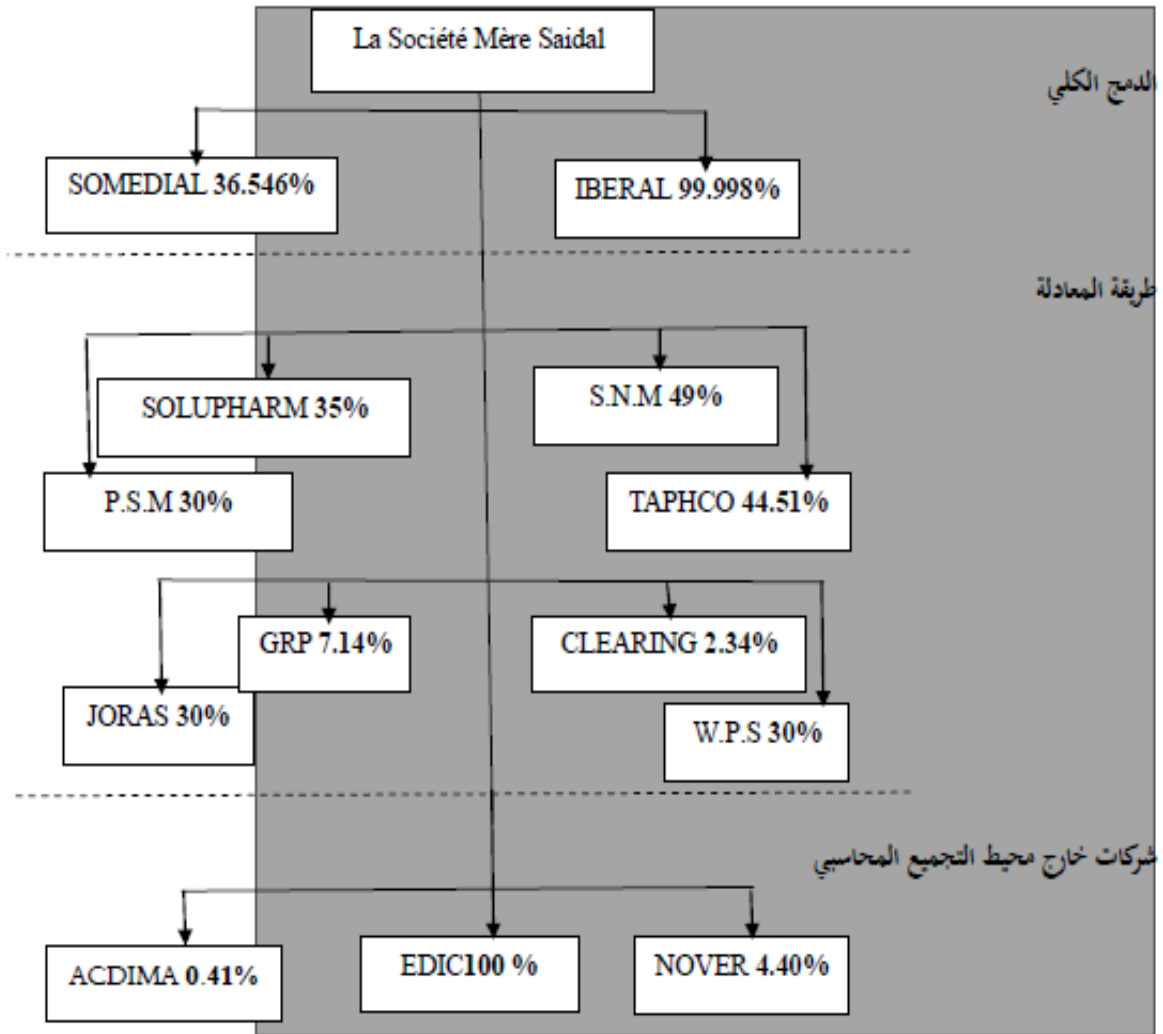 La Société Mère Saidal
الدمج الكلي
SOMEDIAL 36.546%
IBERAL 99.998%
طريقة المعادلة
SOLUPHARM 35%
S.N.M 49%
P.S.M 30%
TAPHCO 44.51%
GRP 7.14%
CLEARING 2.34%
JORAS 30%
W.P.S 30%
شركات خارج محيط التجميع المحاسبي
ACDIMA 0.41%
EDIC100 %
NOVER 4.40%